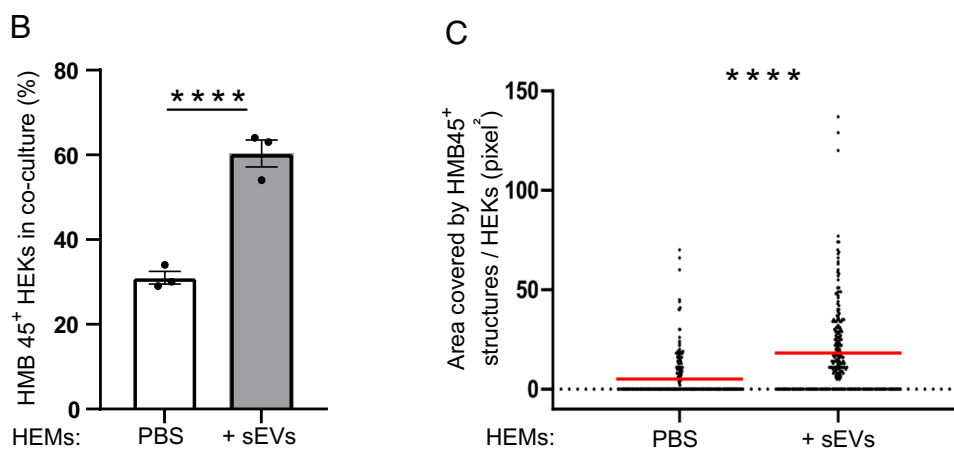 B
HMB 45⁺ HEKs in co-culture (%)
80
60
40
20
0
****
HEMs:
PBS
+ sEVs
C
Area covered by HMB45⁺
structures / HEKs (pixel²)
150
100
50
0
****
HEMs:
PBS
+ sEVs